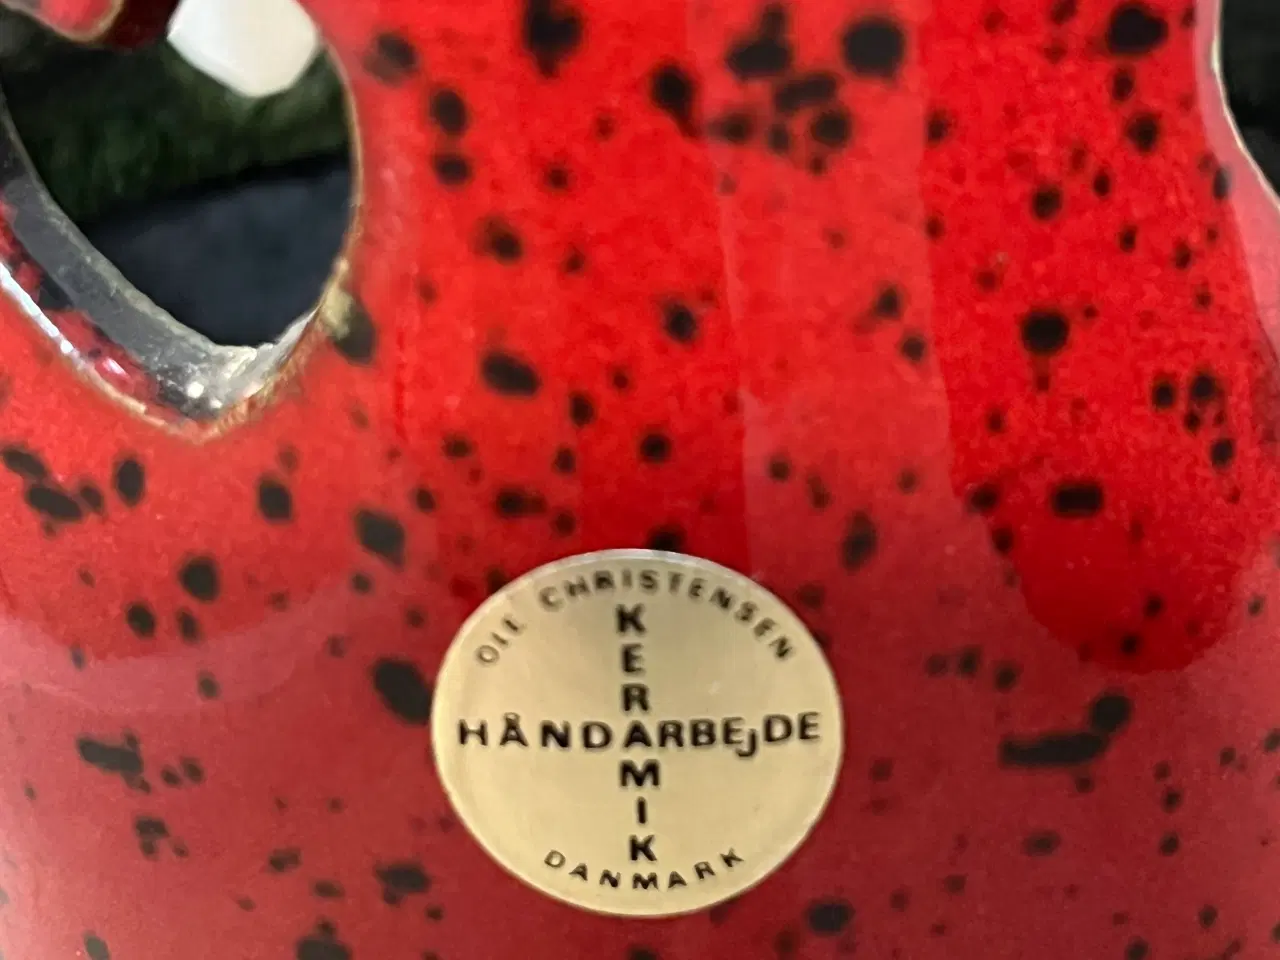 OLE CHRISTENSEN
KERAMIK
HÅNDARBEJDE
DANMARK